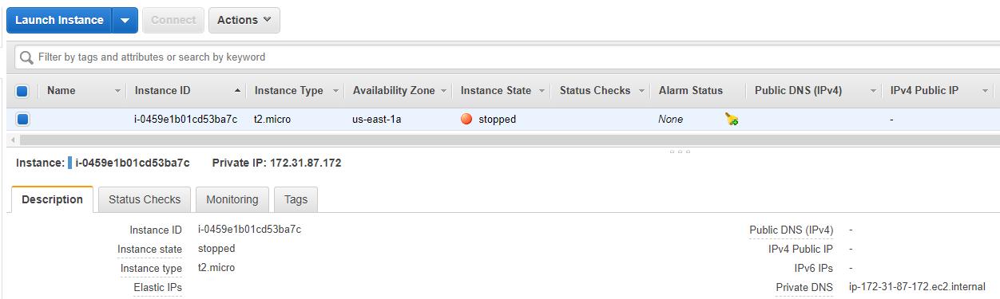 Launch Instance Connect Actions
Filter by tags and attributes or search by keyword
Name Instance ID Instance Type Availability Zone Instance State Status Checks Alarm Status Public DNS (IPv4) IPv4 Public IP
i-0459e1b01cd53ba7c t2.micro us-east-1a stopped None -
Instance: i-0459e1b01cd53ba7c Private IP: 172.31.87.172
Description Status Checks Monitoring Tags
Instance ID i-0459e1b01cd53ba7c Public DNS (IPv4) -
Instance state stopped IPv4 Public IP -
Instance type t2.micro IPv6 IPs -
Elastic IPs Private DNS ip-172-31-87-172.ec2.internal